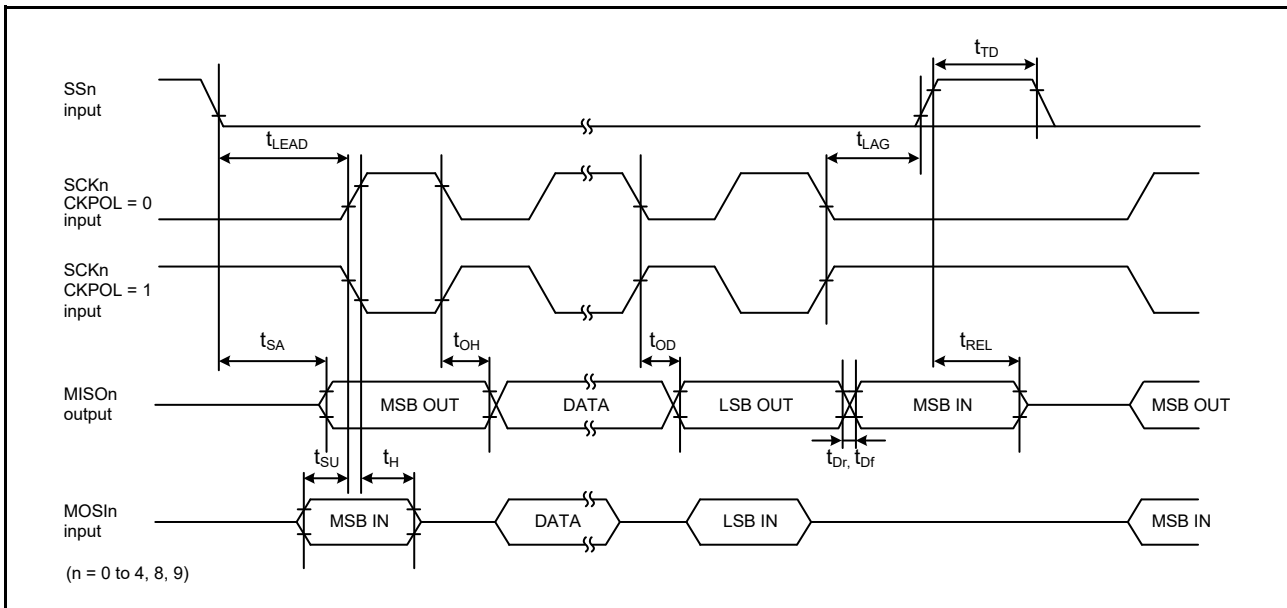 tTD
SSn
input
tLEAD
tLAG
SCKn
CKPOL = 0
input
SCKn
CKPOL = 1
input
tSA
tOH
tOD
tREL
MISOn
output
MSB OUT
DATA
LSB OUT
MSB IN
MSB OUT
tSU
tH
tDr, tDf
MOSIn
input
MSB IN
DATA
LSB IN
MSB IN
(n = 0 to 4, 8, 9)